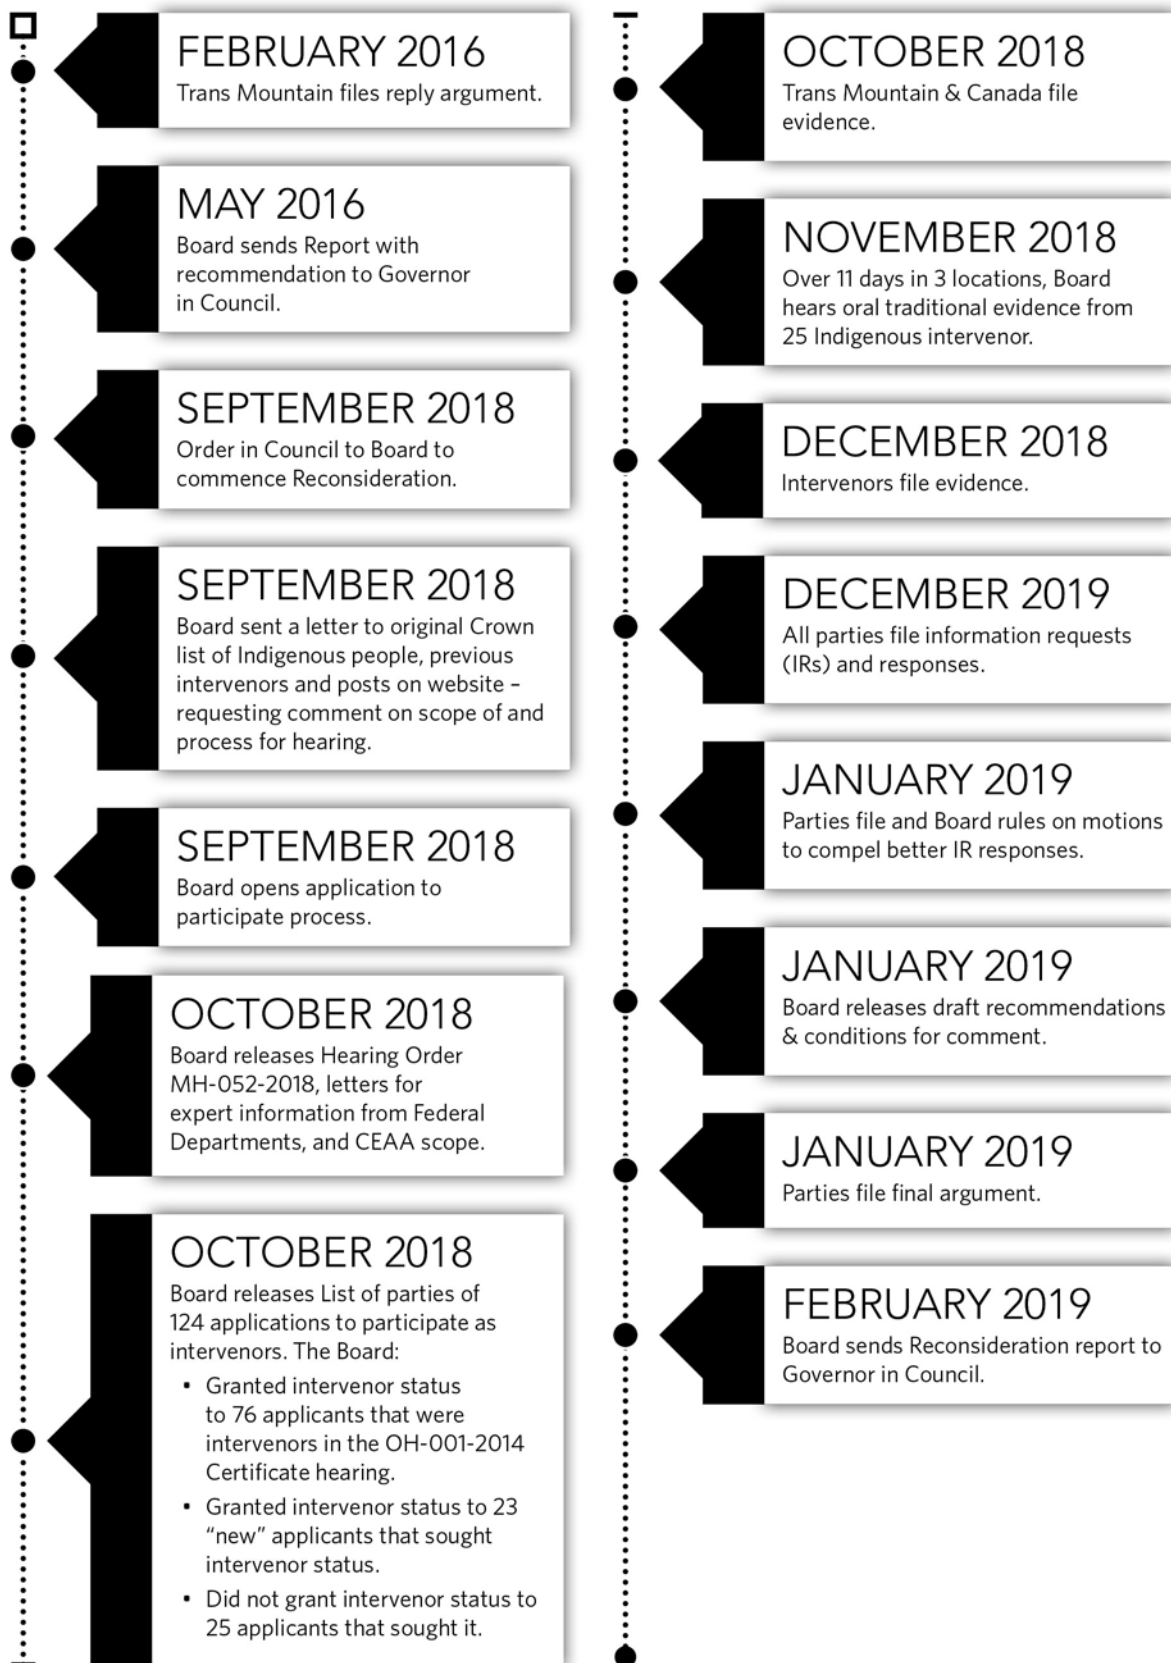 FEBRUARY 2016
Trans Mountain files reply argument.
MAY 2016
Board sends Report with
recommendation to Governor
in Council.
SEPTEMBER 2018
Order in Council to Board to
commence Reconsideration.
SEPTEMBER 2018
Board sent a letter to original Crown
list of Indigenous people, previous
intervenors and posts on website –
requesting comment on scope of and
process for hearing.
SEPTEMBER 2018
Board opens application to
participate process.
OCTOBER 2018
Board releases Hearing Order
MH-052-2018, letters for
expert information from Federal
Departments, and CEAA scope.
OCTOBER 2018
Board releases List of parties of
124 applications to participate as
intervenors. The Board:
• Granted intervenor status
to 76 applicants that were
intervenors in the OH-001-2014
Certificate hearing.
• Granted intervenor status to 23
“new” applicants that sought
intervenor status.
• Did not grant intervenor status to
25 applicants that sought it.
OCTOBER 2018
Trans Mountain & Canada file
evidence.
NOVEMBER 2018
Over 11 days in 3 locations, Board
hears oral traditional evidence from
25 Indigenous intervenor.
DECEMBER 2018
Intervenors file evidence.
DECEMBER 2019
All parties file information requests
(IRs) and responses.
JANUARY 2019
Parties file and Board rules on motions
to compel better IR responses.
JANUARY 2019
Board releases draft recommendations
& conditions for comment.
JANUARY 2019
Parties file final argument.
FEBRUARY 2019
Board sends Reconsideration report to
Governor in Council.